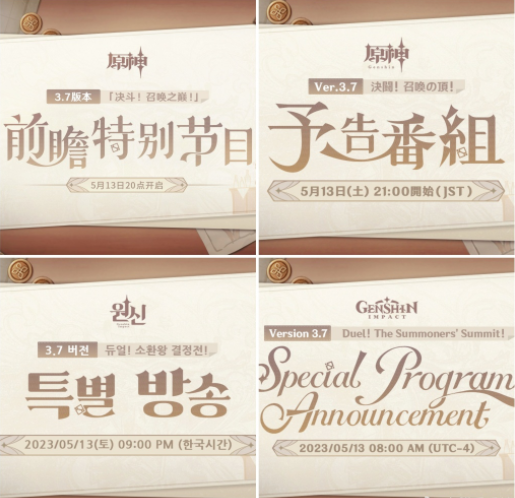 原神
3.7版本 「决斗！召唤之巅！」
前瞻特别节目
5月13日20点开启
原神
Genshin
Ver.3.7 決闘！召喚の頂！
予告番組
5月13日(土) 21:00開始(JST)
원신
3.7 버전 듀얼! 소환왕 결정전!
특별 방송
2023/05/13(토) 09:00 PM (한국시간)
GENSHIN
IMPACT
Version 3.7 Duel! The Summoners' Summit!
Special Program
Announcement
2023/05/13 08:00 AM (UTC-4)